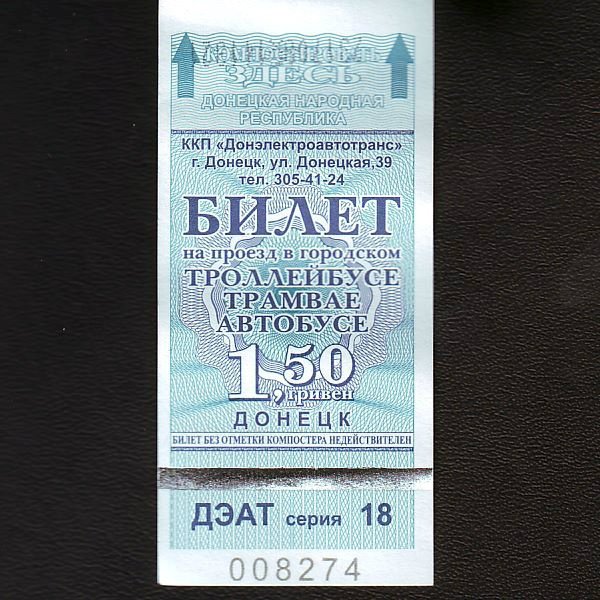 КОМПОСТИРОВАТЬ
ЗДЕСЬ
ДОНЕЦКАЯ НАРОДНАЯ
РЕСПУБЛИКА
ККП «Донэлектроавтотранс»
г. Донецк, ул. Донецкая,39
тел. 305-41-24
БИЛЕТ
на проезд в городском
ТРОЛЛЕЙБУСЕ
ТРАМВАЕ
АВТОБУСЕ
1,50
гривен
ДОНЕЦК
БИЛЕТ БЕЗ ОТМЕТКИ КОМПОСТЕРА НЕДЕЙСТВИТЕЛЕН
ДЭАТ серия 18
008274